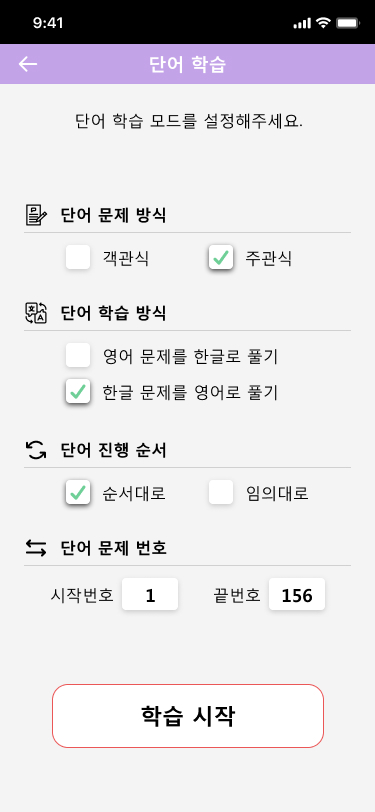 9:41
단어 학습
단어 학습 모드를 설정해주세요.
단어 문제 방식
객관식 주관식
단어 학습 방식
영어 문제를 한글로 풀기
한글 문제를 영어로 풀기
단어 진행 순서
순서대로 임의대로
단어 문제 번호
시작번호 1 끝번호 156
학습 시작